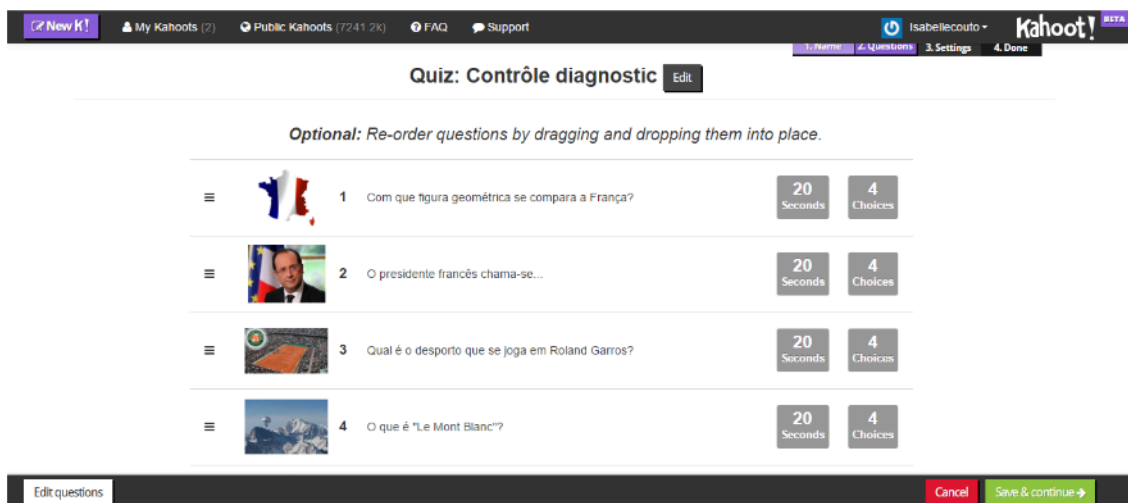 New K! My Kahoots (2) Public Kahoots (7241.2k) FAQ Support Isabellecouto Kahoot! BETA
1. Name 2. Questions 3. Settings 4. Done
Quiz: Contrôle diagnostic Edit
Optional: Re-order questions by dragging and dropping them into place.
1 Com que figura geométrica se compara a França? 20 Seconds 4 Choices
2 O presidente francês chama-se... 20 Seconds 4 Choices
3 Qual é o desporto que se joga em Roland Garros? 20 Seconds 4 Choices
4 O que é "Le Mont Blanc"? 20 Seconds 4 Choices
Edit questions Cancel Save & continue →